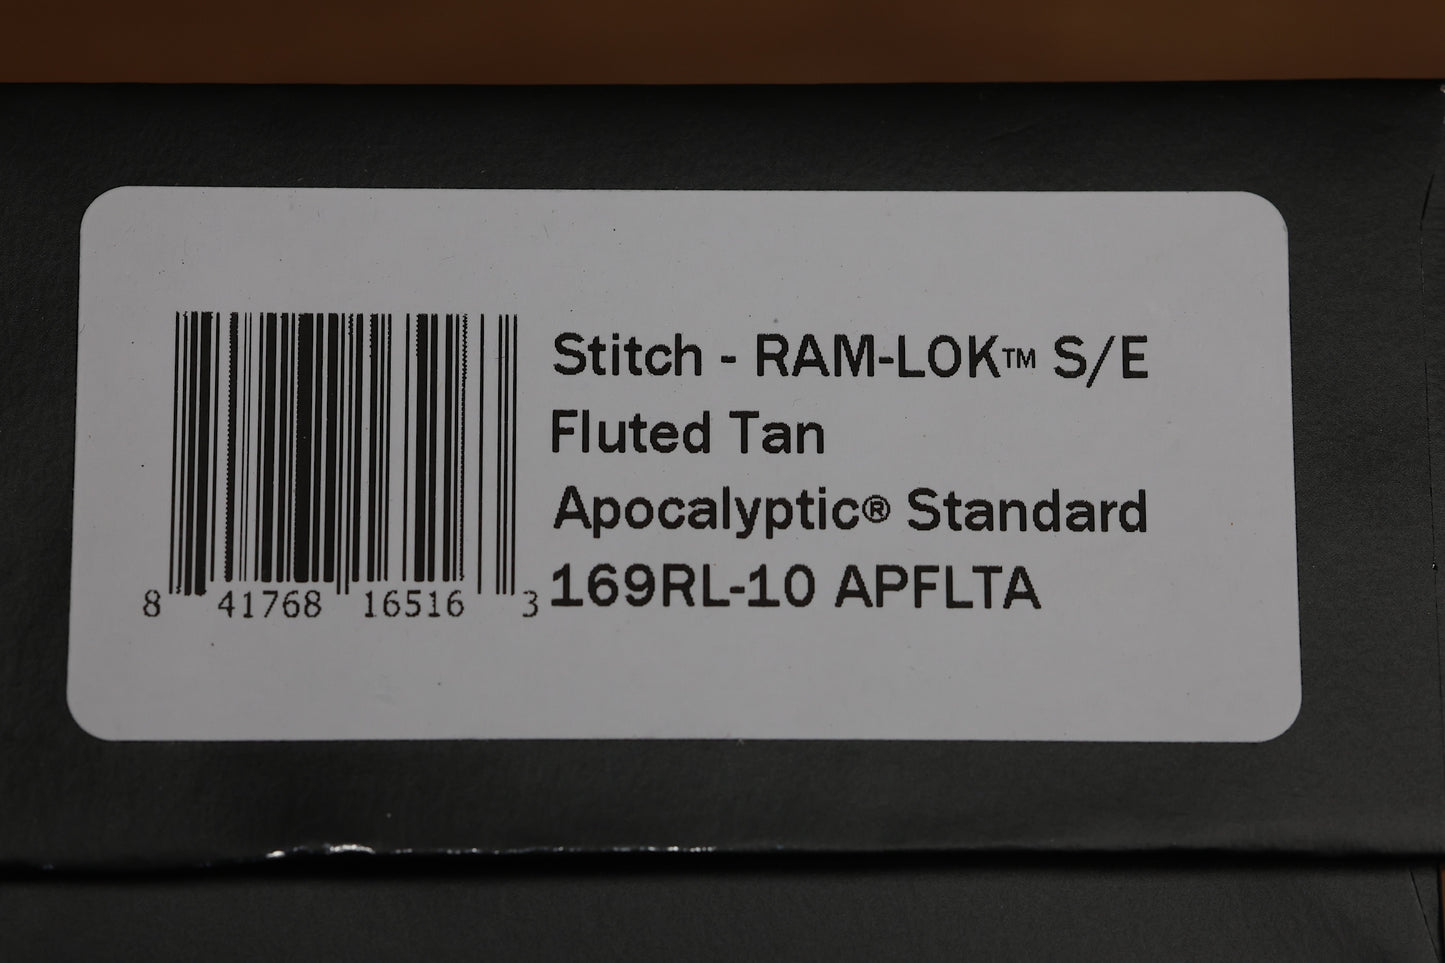 Stitch - RAM-LOK™ S/E
Fluted Tan
Apocalyptic® Standard
169RL-10 APFLTA
8 41768 16516 3